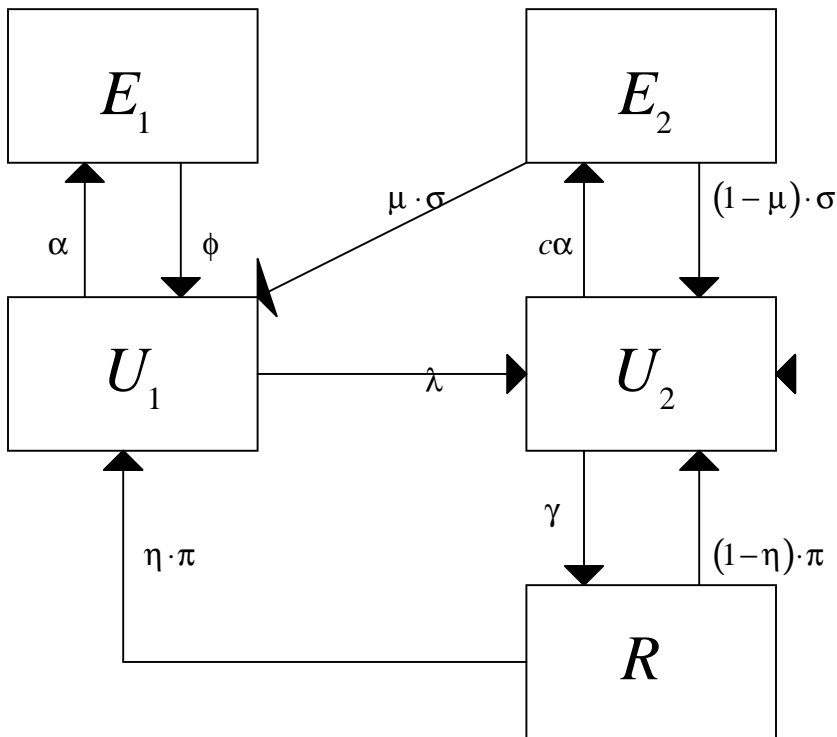 E₁ E₂
μ · σ (1 − μ) · σ
α ϕ cα
U₁ U₂
λ
γ
η · π (1 − η) · π
R